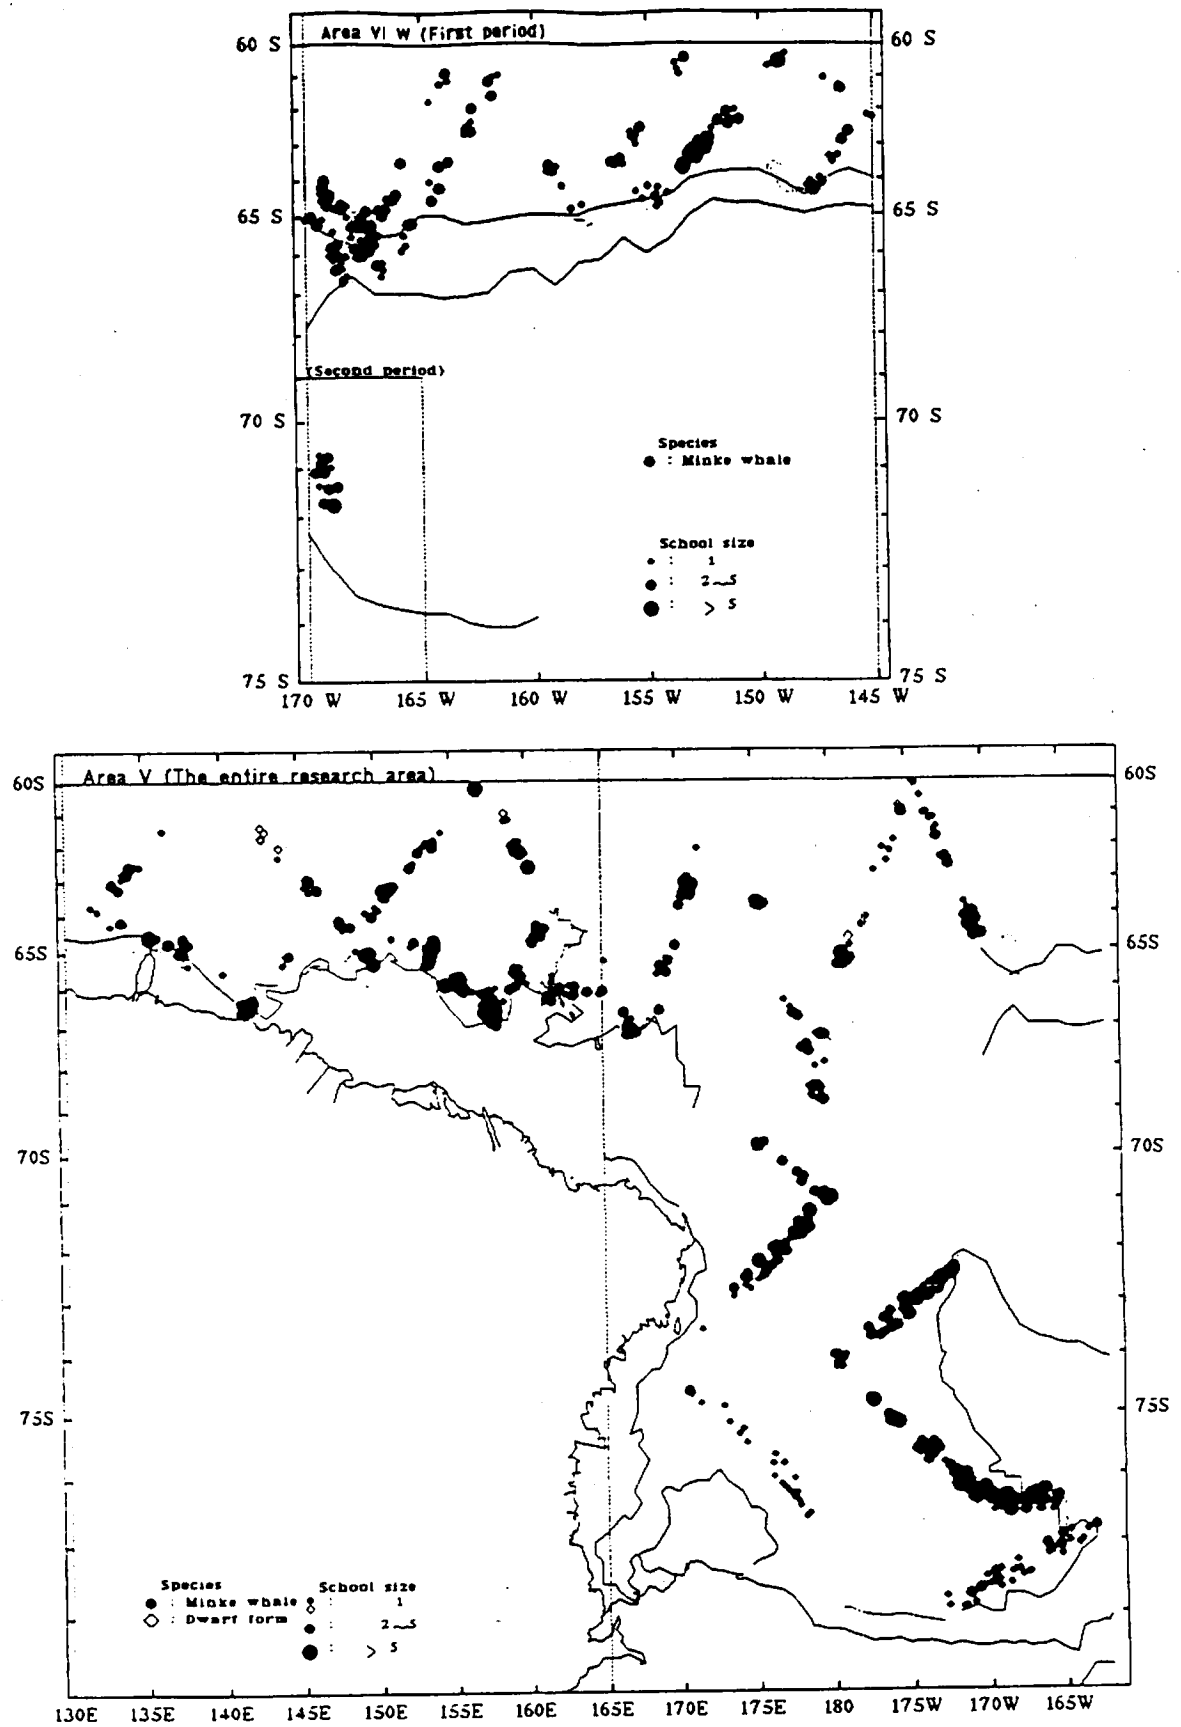 Area VI W (First period)
60 S 60 S
65 S 65 S
(Second period)
70 S 70 S
Species
● : Minke whale
School size
• : 1
● : 2~5
● : > 5
75 S 75 S
170 W 165 W 160 W 155 W 150 W 145 W
Area V (The entire research area)
60S 60S
65S 65S
70S 70S
75S 75S
Species School size
● : Minke whale • : 1
◇ : Dwarf form ◇
● : 2~5
● : > 5
130E 135E 140E 145E 150E 155E 160E 165E 170E 175E 180 175W 170W 165W